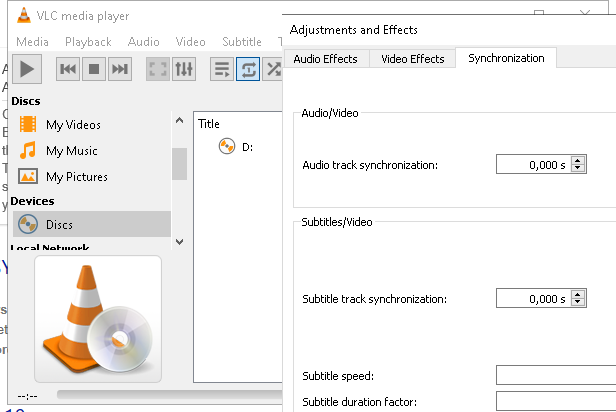 VLC media player
Media Playback Audio Video Subtitle
Discs
My Videos
My Music
My Pictures
Devices
Discs
Local Network
Title
D:
--:--
Adjustments and Effects
Audio Effects Video Effects Synchronization
Audio/Video
Audio track synchronization: 0,000 s
Subtitles/Video
Subtitle track synchronization: 0,000 s
Subtitle speed:
Subtitle duration factor: